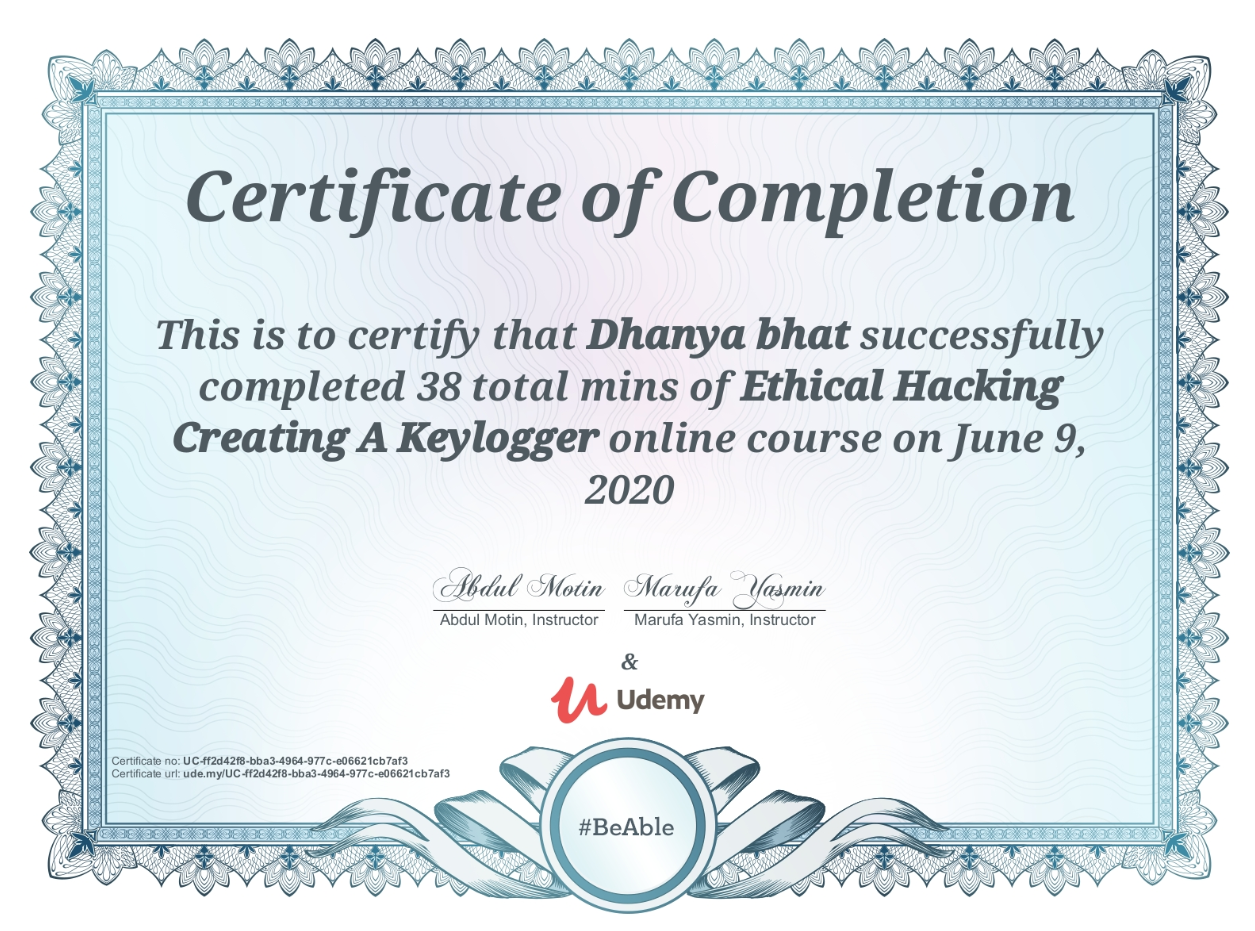 Certificate of Completion
This is to certify that Dhanya bhat successfully
completed 38 total mins of Ethical Hacking
Creating A Keylogger online course on June 9,
2020
Abdul Motin Marufa Yasmin
Abdul Motin, Instructor Marufa Yasmin, Instructor
&
Udemy
Certificate no: UC-ff2d42f8-bba3-4964-977c-e06621cb7af3
Certificate url: ude.my/UC-ff2d42f8-bba3-4964-977c-e06621cb7af3
#BeAble